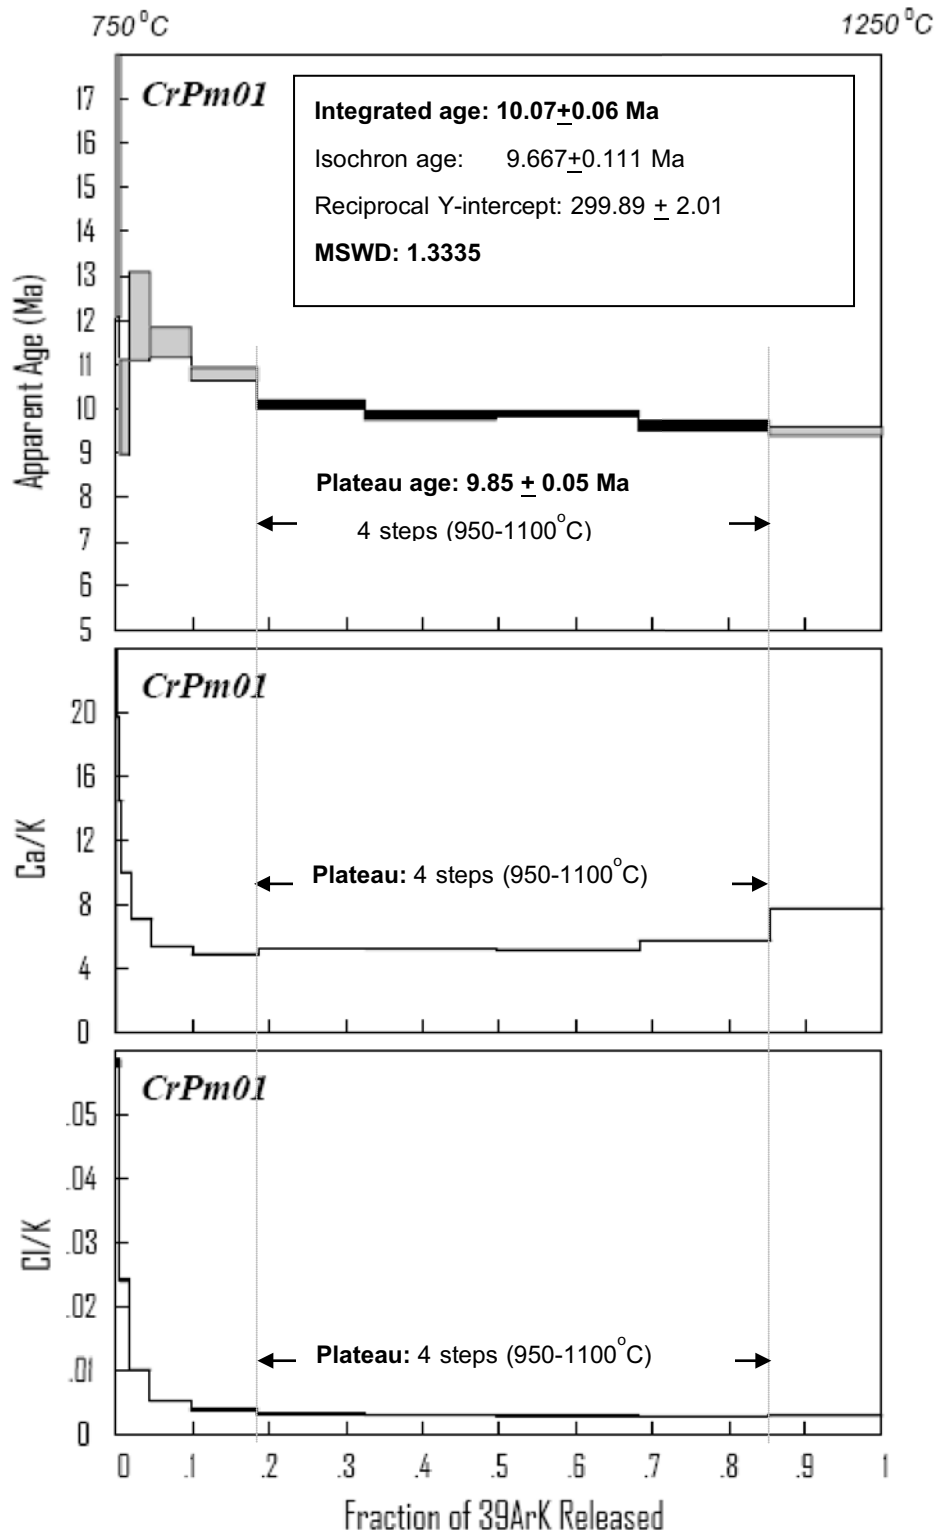 750 °C
1250 °C
CrPm01
Integrated age: 10.07±0.06 Ma
Isochron age: 9.667±0.111 Ma
Reciprocal Y-intercept: 299.89 ± 2.01
MSWD: 1.3335
17
16
15
14
13
12
11
10
9
8
7
6
5
Apparent Age (Ma)
Plateau age: 9.85 ± 0.05 Ma
4 steps (950-1100°C)
CrPm01
20
16
12
8
4
0
Ca/K
Plateau: 4 steps (950-1100°C)
CrPm01
.05
.04
.03
.02
.01
0
Cl/K
Plateau: 4 steps (950-1100°C)
0 .1 .2 .3 .4 .5 .6 .7 .8 .9 1
Fraction of 39ArK Released